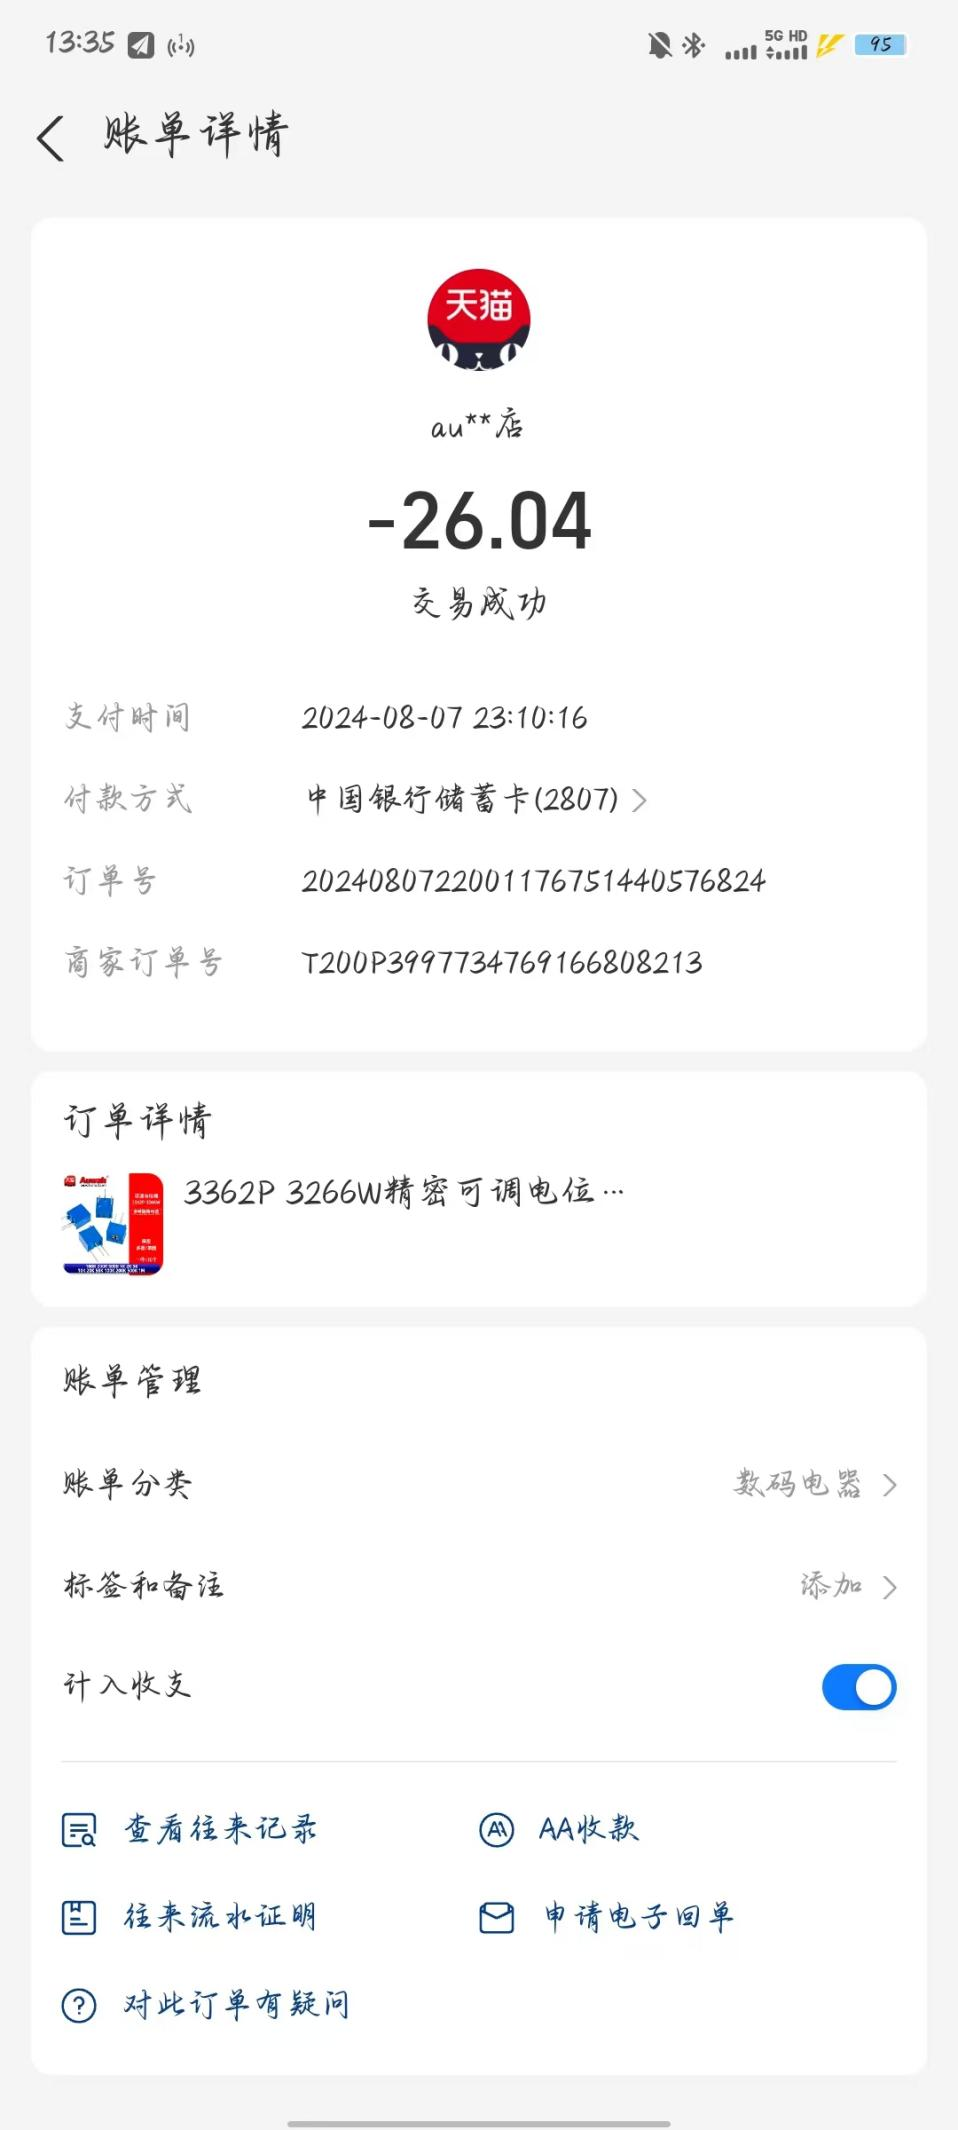 13:35
5G HD
95
账单详情
天猫
au**店
-26.04
交易成功
支付时间 2024-08-07 23:10:16
付款方式 中国银行储蓄卡(2807)
订单号 2024080722001176751440576824
商家订单号 T200P3997734769166808213
订单详情
3362P 3266W精密可调电位…
账单管理
账单分类 数码电器
标签和备注 添加
计入收支
查看往来记录 AA收款
往来流水证明 申请电子回单
对此订单有疑问